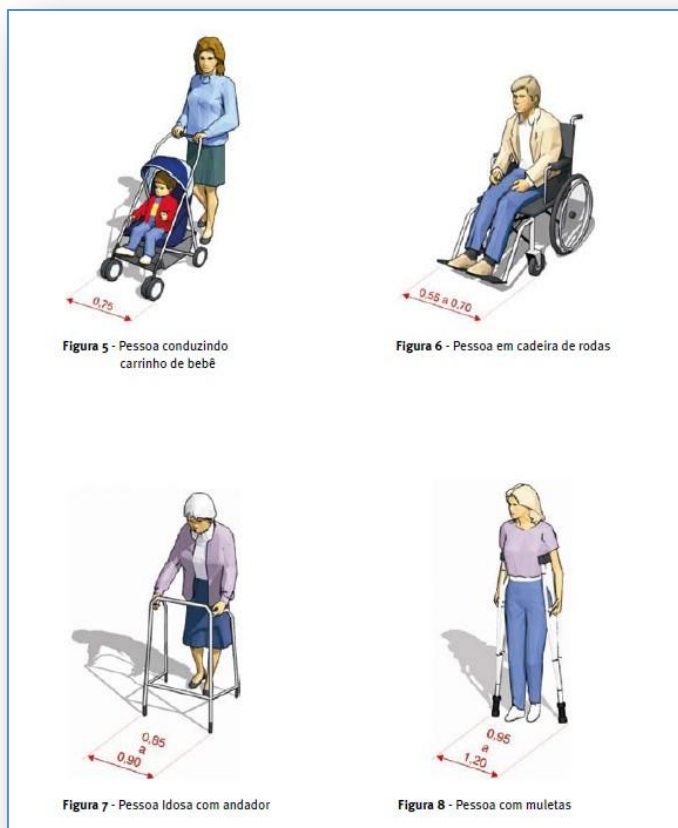 0,75
0,55 a 0,70
Figura 5 - Pessoa conduzindo
carrinho de bebê
Figura 6 - Pessoa em cadeira de rodas
0,85
a
0,90
0,95
a
1,20
Figura 7 - Pessoa Idosa com andador
Figura 8 - Pessoa com muletas